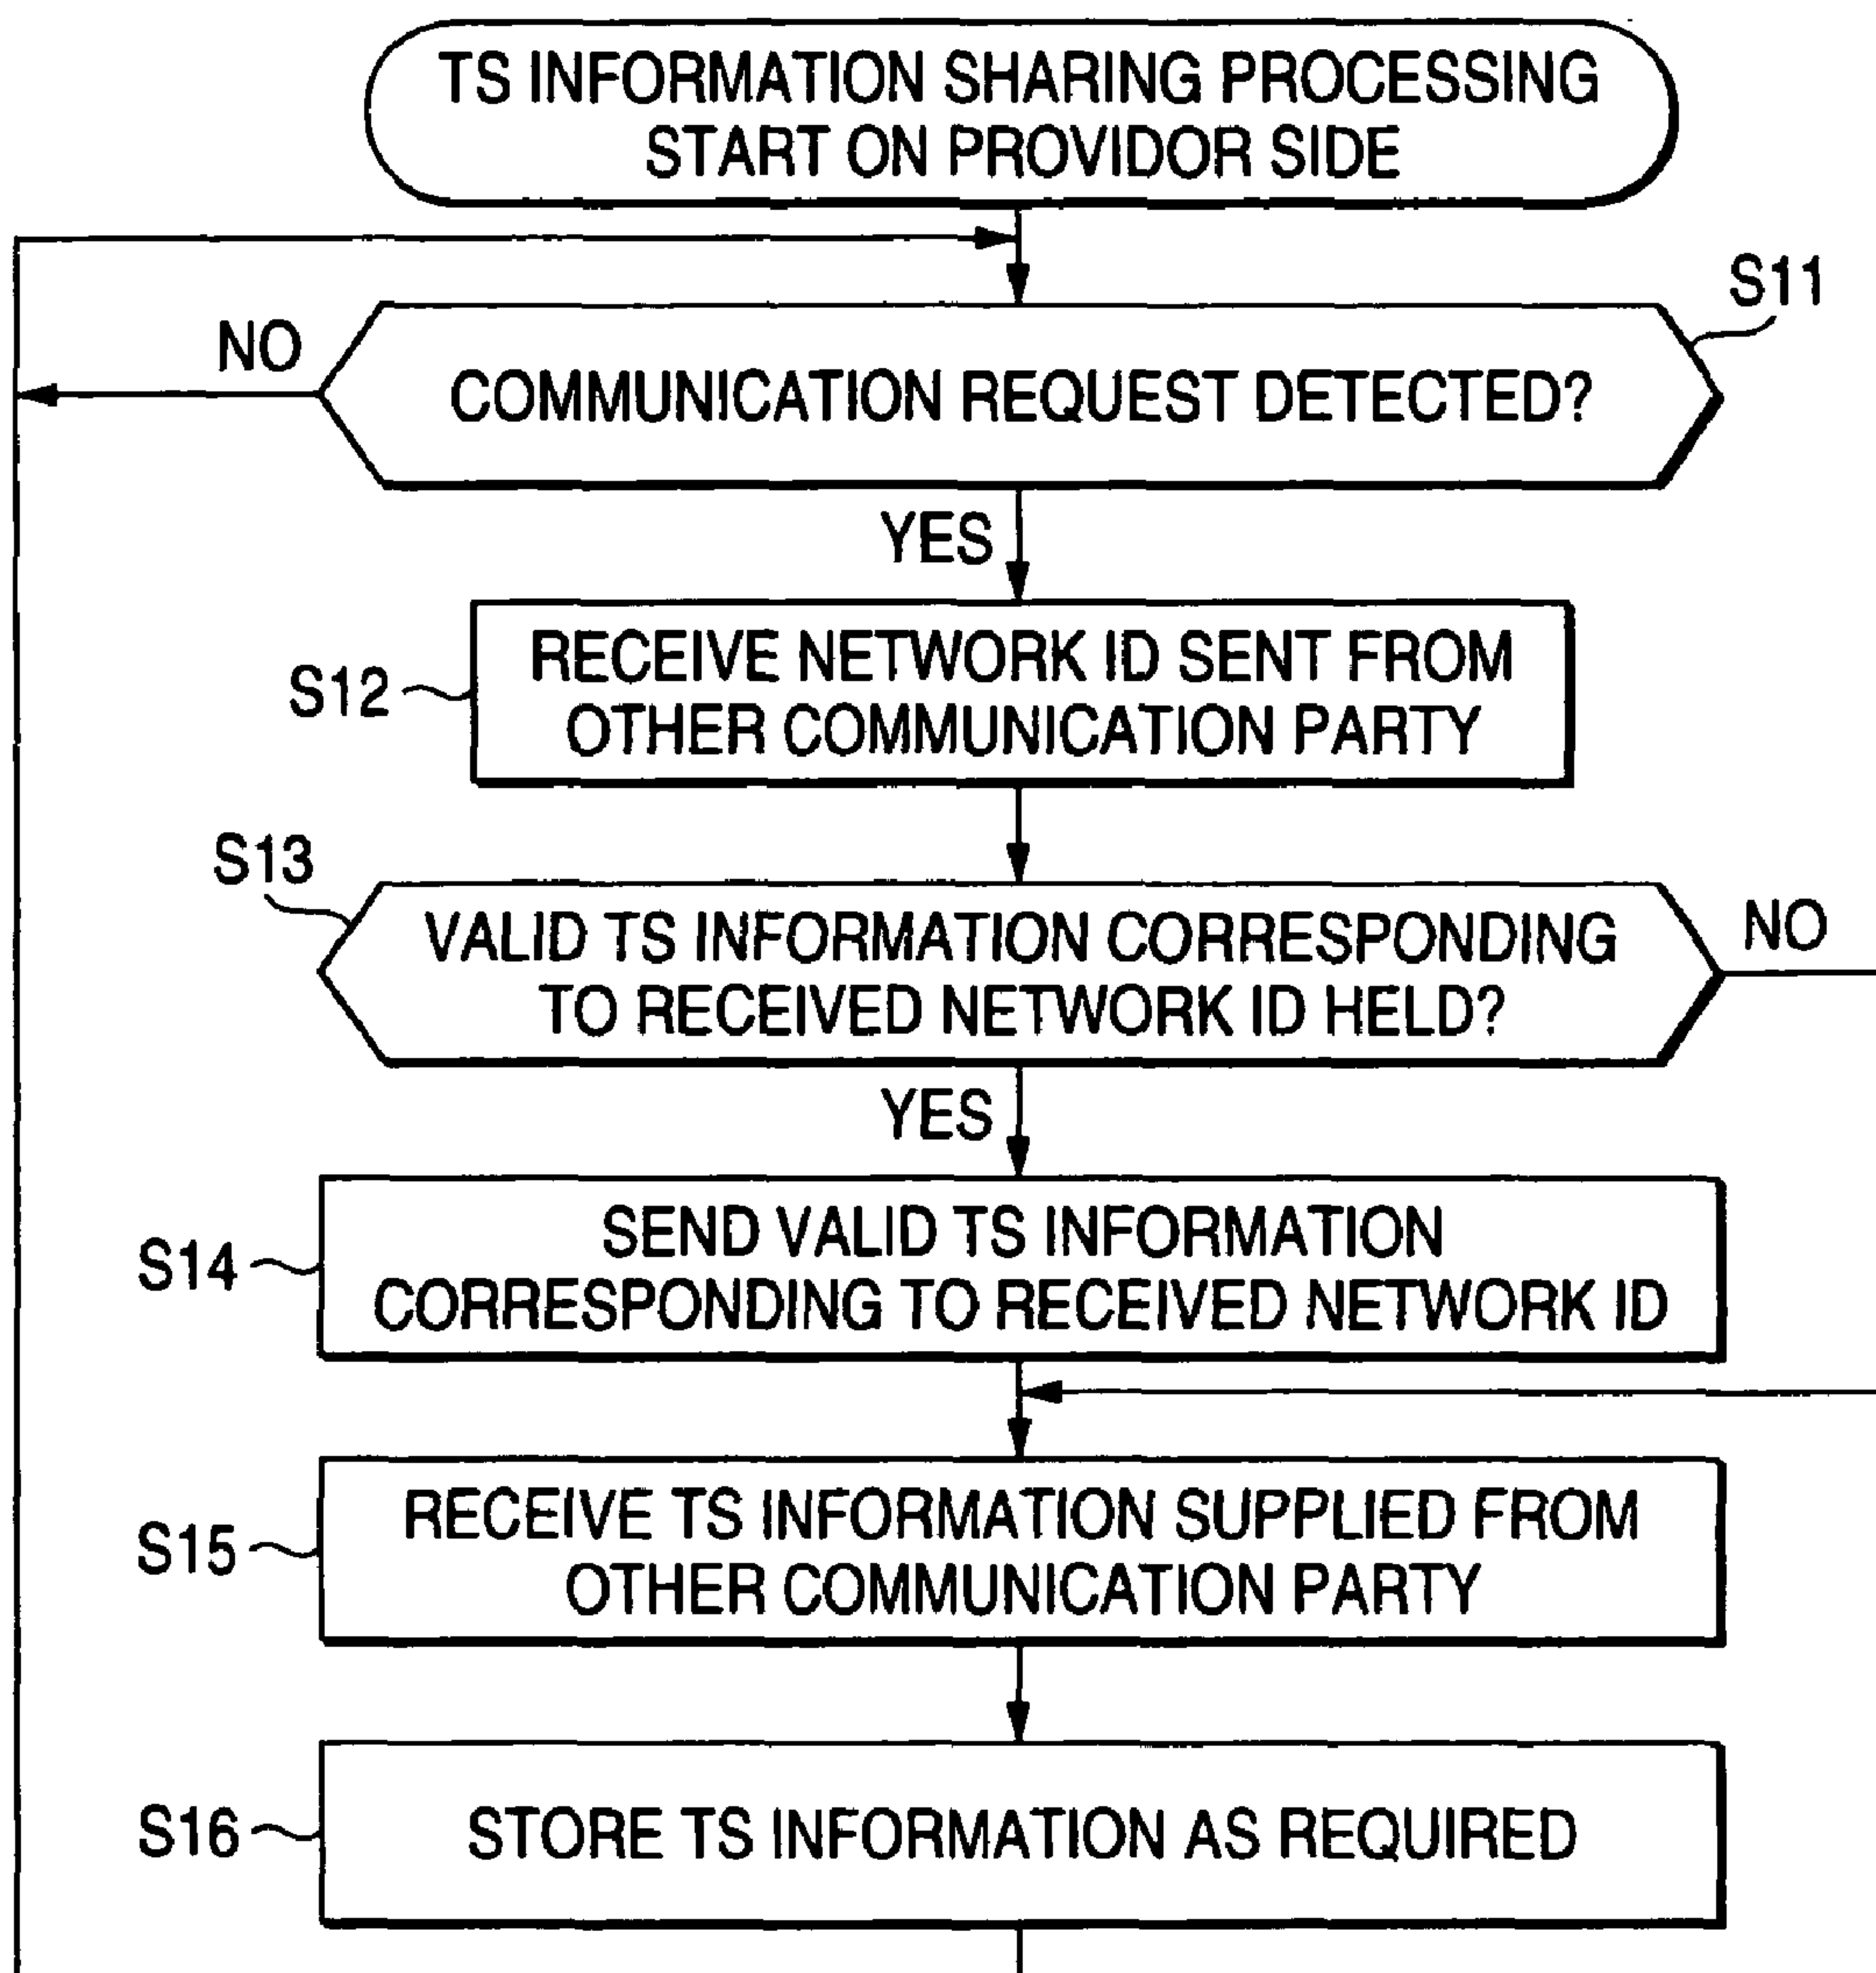 TS INFORMATION SHARING PROCESSING
START ON PROVIDOR SIDE
S11
NO
COMMUNICATION REQUEST DETECTED?
YES
S12
RECEIVE NETWORK ID SENT FROM
OTHER COMMUNICATION PARTY
S13
VALID TS INFORMATION CORRESPONDING
TO RECEIVED NETWORK ID HELD?
NO
YES
S14
SEND VALID TS INFORMATION
CORRESPONDING TO RECEIVED NETWORK ID
S15
RECEIVE TS INFORMATION SUPPLIED FROM
OTHER COMMUNICATION PARTY
S16
STORE TS INFORMATION AS REQUIRED